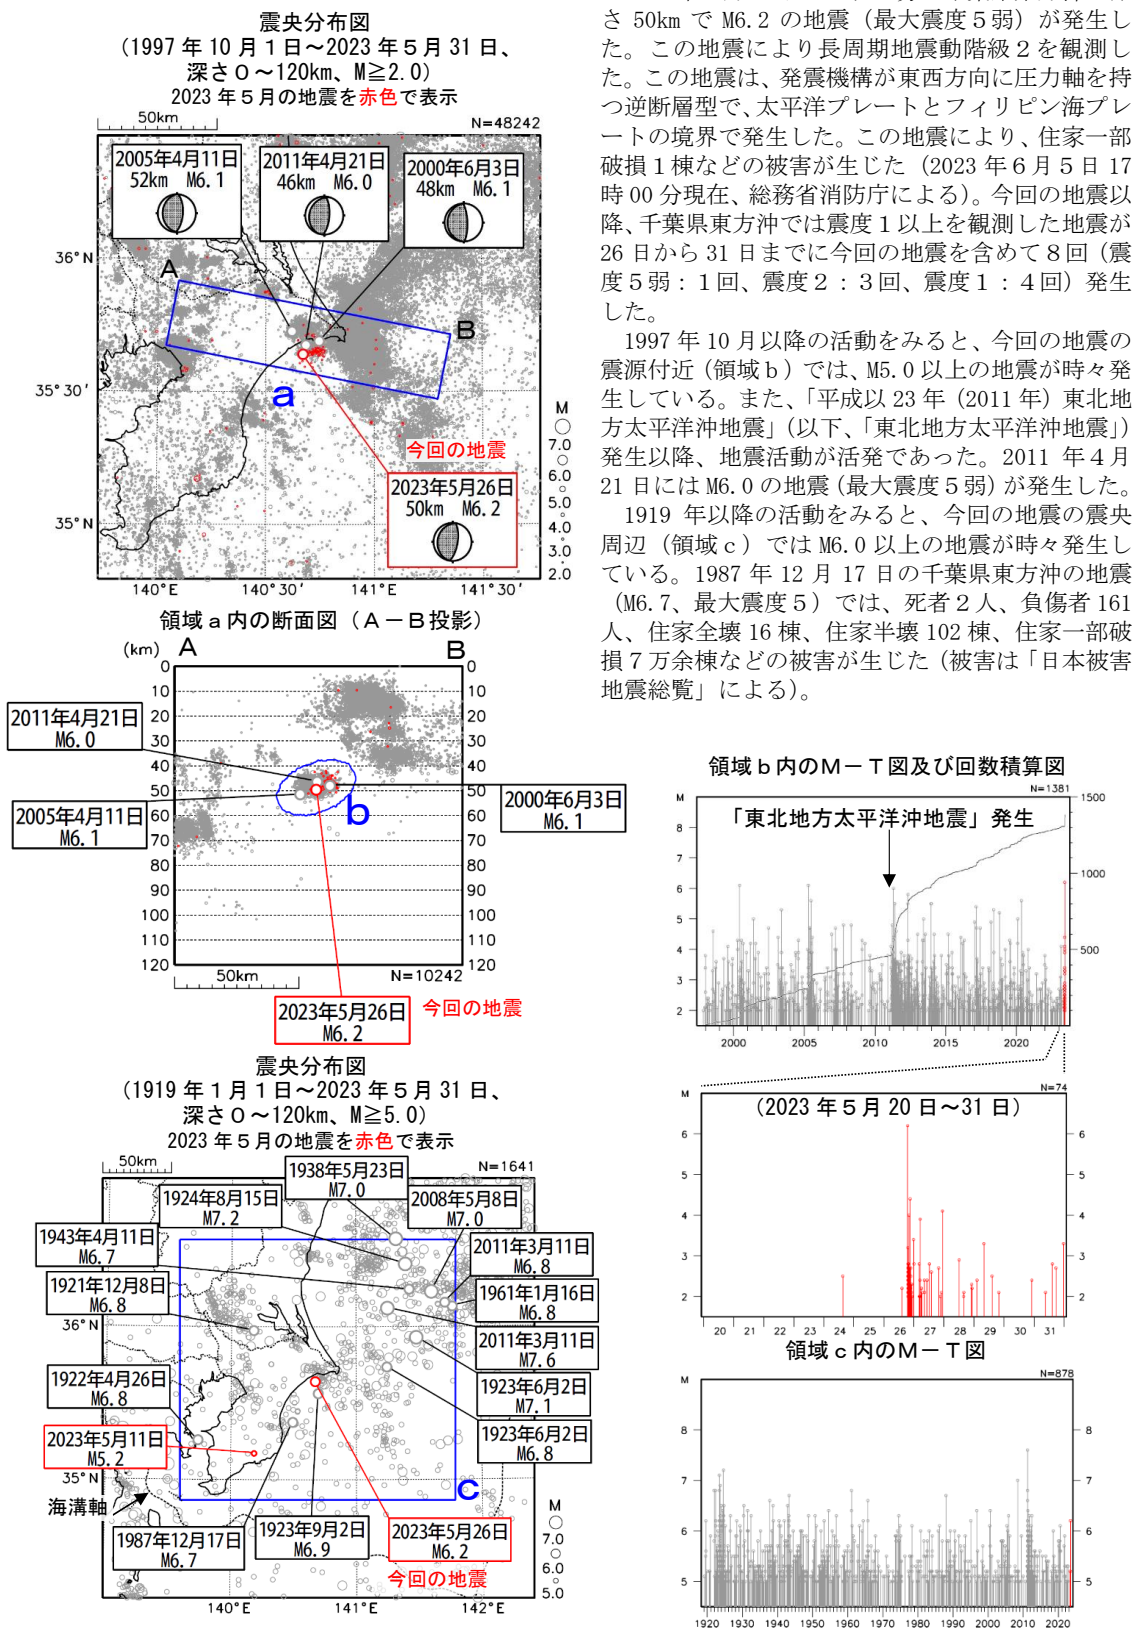 震央分布図
（1997 年 10 月１日～2023 年５月 31 日、
深さ０～120km、M≧2.0）
2023 年５月の地震を赤色で表示
50km
N=48242
2005年4月11日
52km M6.1
2011年4月21日
46km M6.0
2000年6月3日
48km M6.1
36°N
A
B
35°30′
a
今回の地震
2023年5月26日
50km M6.2
35°N
M
7.0
6.0
5.0
4.0
3.0
2.0
140°E
140°30′
141°E
141°30′
領域ａ内の断面図（Ａ－Ｂ投影）
(km)
A
B
0
10
20
30
40
50
60
70
80
90
100
110
120
0
10
20
30
40
50
60
70
80
90
100
110
120
2011年4月21日
M6.0
2005年4月11日
M6.1
b
2000年6月3日
M6.1
50km
N=10242
2023年5月26日
M6.2
今回の地震
震央分布図
（1919 年１月１日～2023 年５月 31 日、
深さ０～120km、M≧5.0）
2023 年５月の地震を赤色で表示
50km
N=1641
1938年5月23日
M7.0
1924年8月15日
M7.2
2008年5月8日
M7.0
1943年4月11日
M6.7
2011年3月11日
M6.8
1921年12月8日
M6.8
1961年1月16日
M6.8
36°N
2011年3月11日
M7.6
1922年4月26日
M6.8
1923年6月2日
M7.1
2023年5月11日
M5.2
1923年6月2日
M6.8
35°N
c
海溝軸
1987年12月17日
M6.7
1923年9月2日
M6.9
2023年5月26日
M6.2
今回の地震
M
7.0
6.0
5.0
140°E
141°E
142°E
さ 50km で M6.2 の地震（最大震度５弱）が発生し
た。この地震により長周期地震動階級２を観測し
た。この地震は、発震機構が東西方向に圧力軸を持
つ逆断層型で、太平洋プレートとフィリピン海プレ
ートの境界で発生した。この地震により、住家一部
破損１棟などの被害が生じた（2023 年６月５日 17
時 00 分現在、総務省消防庁による）。今回の地震以
降、千葉県東方沖では震度１以上を観測した地震が
26 日から 31 日までに今回の地震を含めて８回（震
度５弱：１回、震度２：３回、震度１：４回）発生
した。
1997 年 10 月以降の活動をみると、今回の地震の
震源付近（領域ｂ）では、M5.0 以上の地震が時々発
生している。また、「平成以 23 年（2011 年）東北地
方太平洋沖地震」（以下、「東北地方太平洋沖地震」）
発生以降、地震活動が活発であった。2011 年４月
21 日には M6.0 の地震（最大震度５弱）が発生した。
1919 年以降の活動をみると、今回の地震の震央
周辺（領域ｃ）では M6.0 以上の地震が時々発生し
ている。1987 年 12 月 17 日の千葉県東方沖の地震
（M6.7、最大震度５）では、死者２人、負傷者 161
人、住家全壊 16 棟、住家半壊 102 棟、住家一部破
損７万余棟などの被害が生じた（被害は「日本被害
地震総覧」による）。
領域ｂ内のＭ－Ｔ図及び回数積算図
N=1381
M
「東北地方太平洋沖地震」発生
8
7
6
5
4
3
2
1500
1000
500
2000
2005
2010
2015
2020
N=74
M
（2023 年５月 20 日～31 日）
6
5
4
3
2
6
5
4
3
2
20
21
22
23
24
25
26
27
28
29
30
31
領域ｃ内のＭ－Ｔ図
N=878
M
8
7
6
5
8
7
6
5
1920
1930
1940
1950
1960
1970
1980
1990
2000
2010
2020